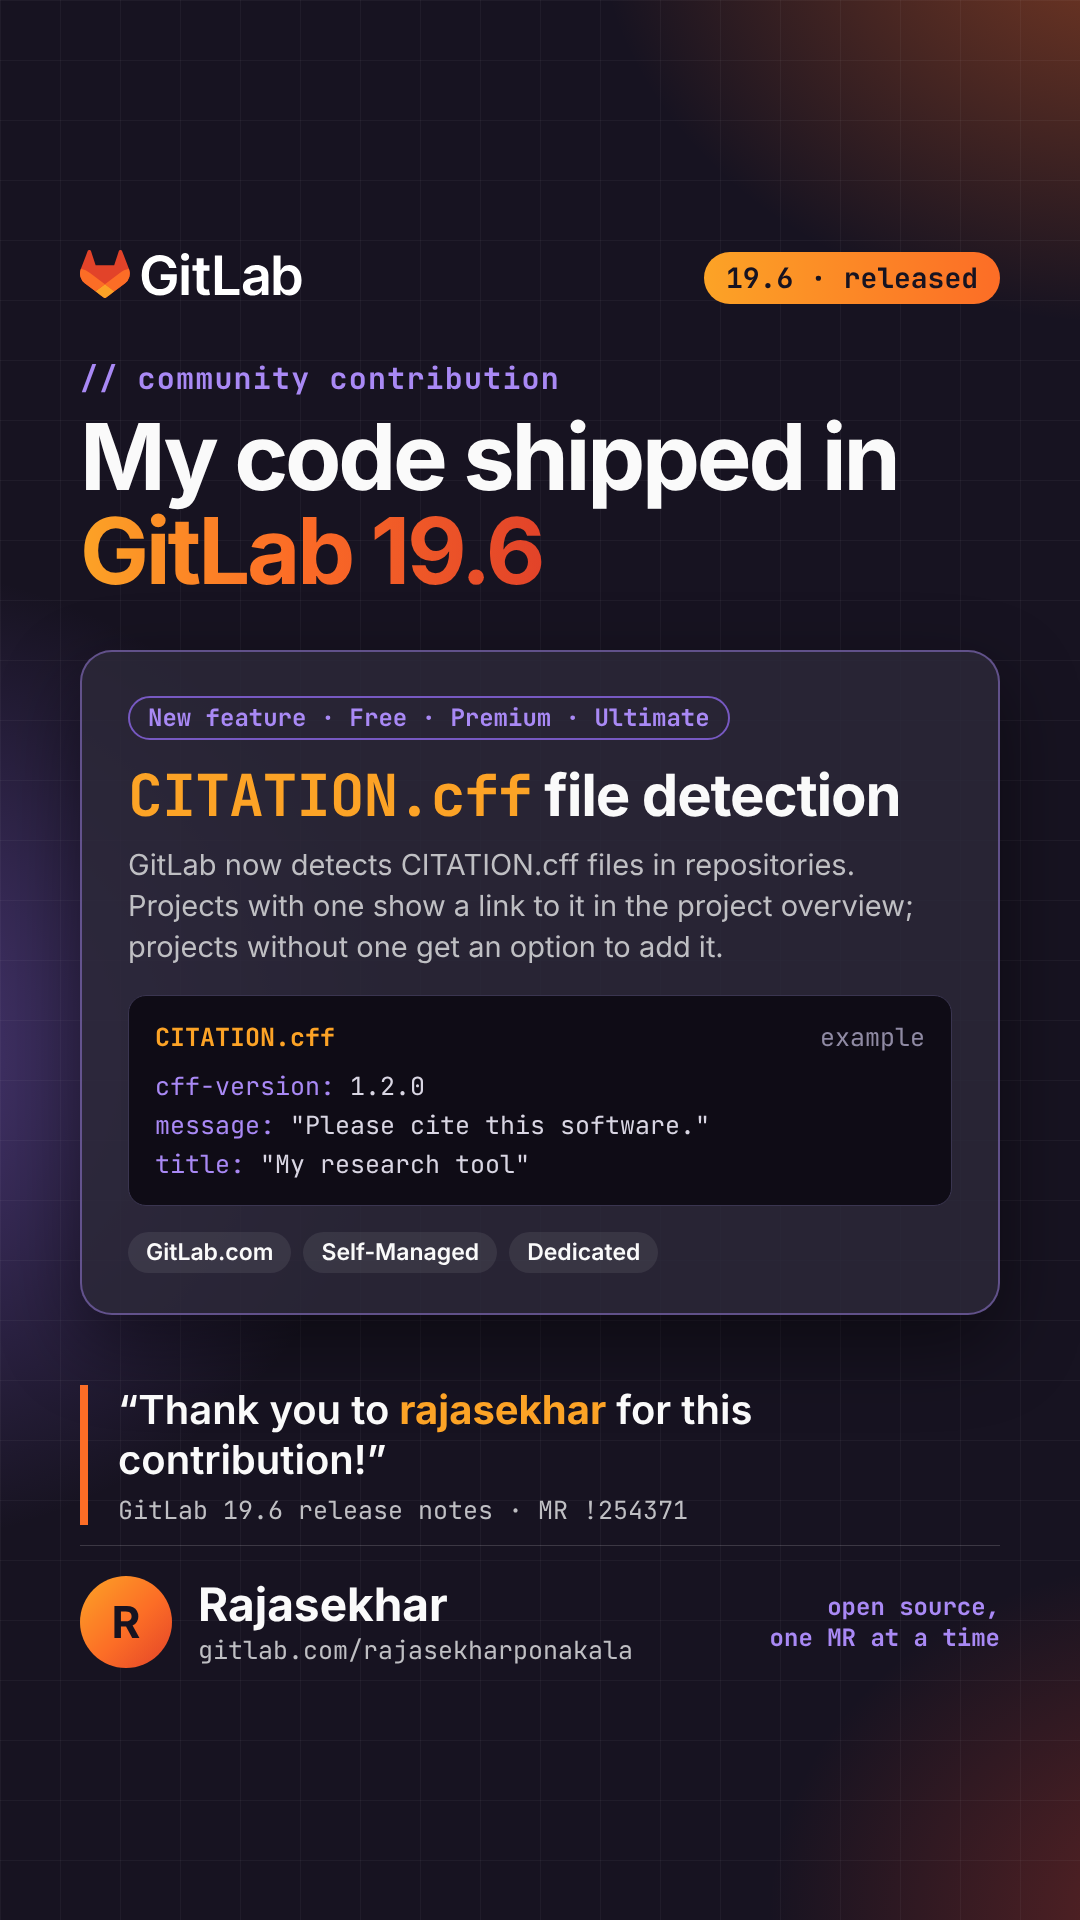 GitLab
19.6 · released
// community contribution
My code shipped in
GitLab 19.6
New feature · Free · Premium · Ultimate
CITATION.cff file detection
GitLab now detects CITATION.cff files in repositories.
Projects with one show a link to it in the project overview;
projects without one get an option to add it.
CITATION.cff
example
cff-version: 1.2.0
message: "Please cite this software."
title: "My research tool"
GitLab.com
Self-Managed
Dedicated
“Thank you to rajasekhar for this
contribution!”
GitLab 19.6 release notes · MR !254371
R
Rajasekhar
gitlab.com/rajasekharponakala
open source,
one MR at a time